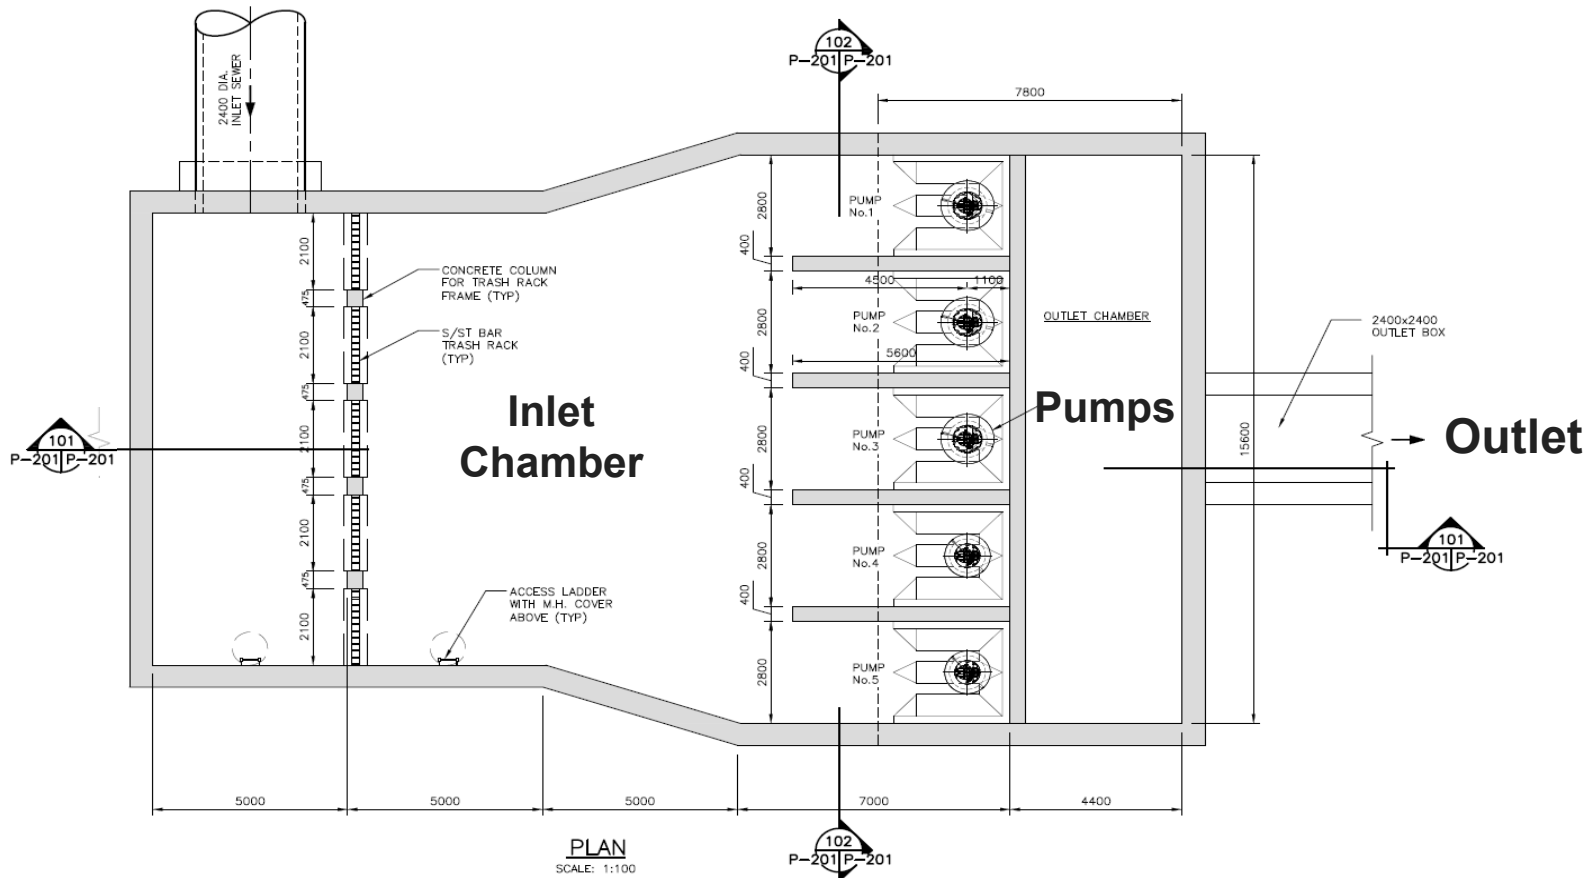 2400 DIA.
INLET SEWER
102
P-201 P-201
7800
2100
475
2100
475
2100
475
2100
475
2100
CONCRETE COLUMN
FOR TRASH RACK
FRAME (TYP)
S/ST BAR
TRASH RACK
(TYP)
Inlet
Chamber
ACCESS LADDER
WITH M.H. COVER
ABOVE (TYP)
101
P-201 P-201
2800
400
2800
400
2800
400
2800
400
2800
PUMP
No.1
4500
1100
PUMP
No.2
5600
PUMP
No.3
PUMP
No.4
PUMP
No.5
OUTLET CHAMBER
Pumps
15600
2400x2400
OUTLET BOX
Outlet
101
P-201 P-201
5000
5000
5000
7000
4400
102
P-201 P-201
PLAN
SCALE: 1:100